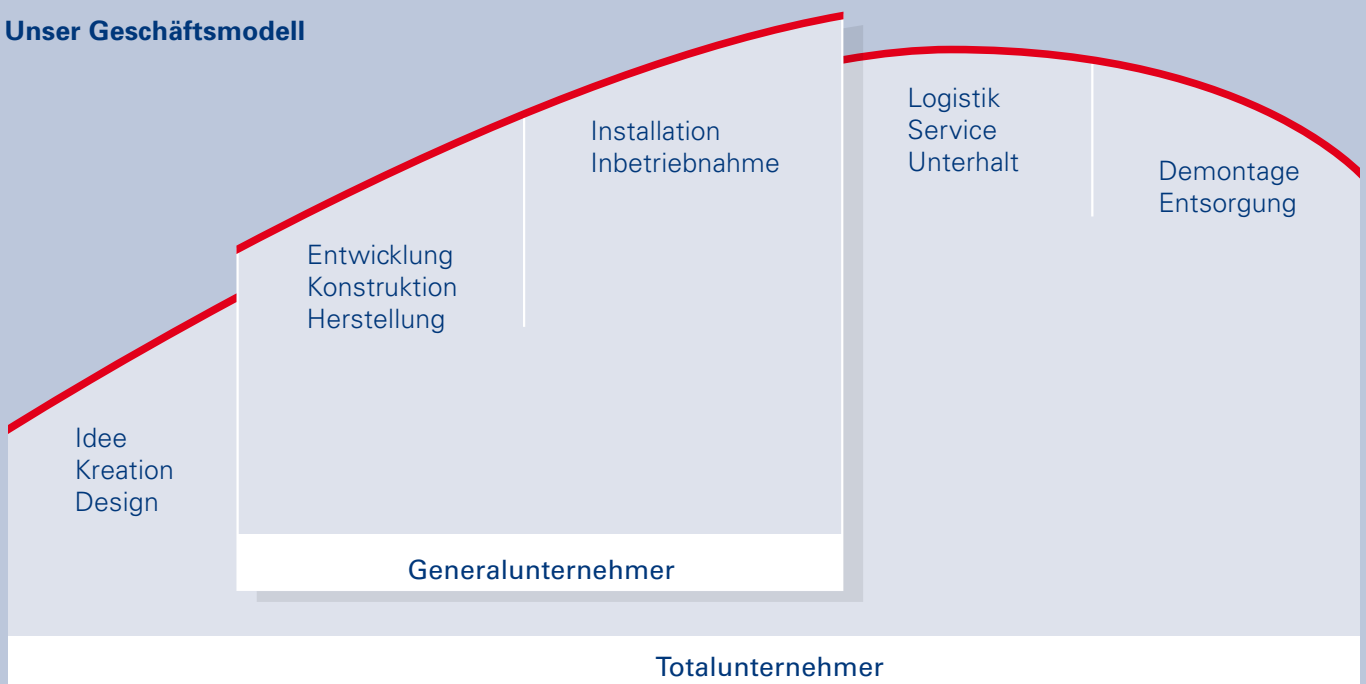 Unser Geschäftsmodell
Idee
Kreation
Design
Entwicklung
Konstruktion
Herstellung
Installation
Inbetriebnahme
Logistik
Service
Unterhalt
Demontage
Entsorgung
Generalunternehmer
Totalunternehmer